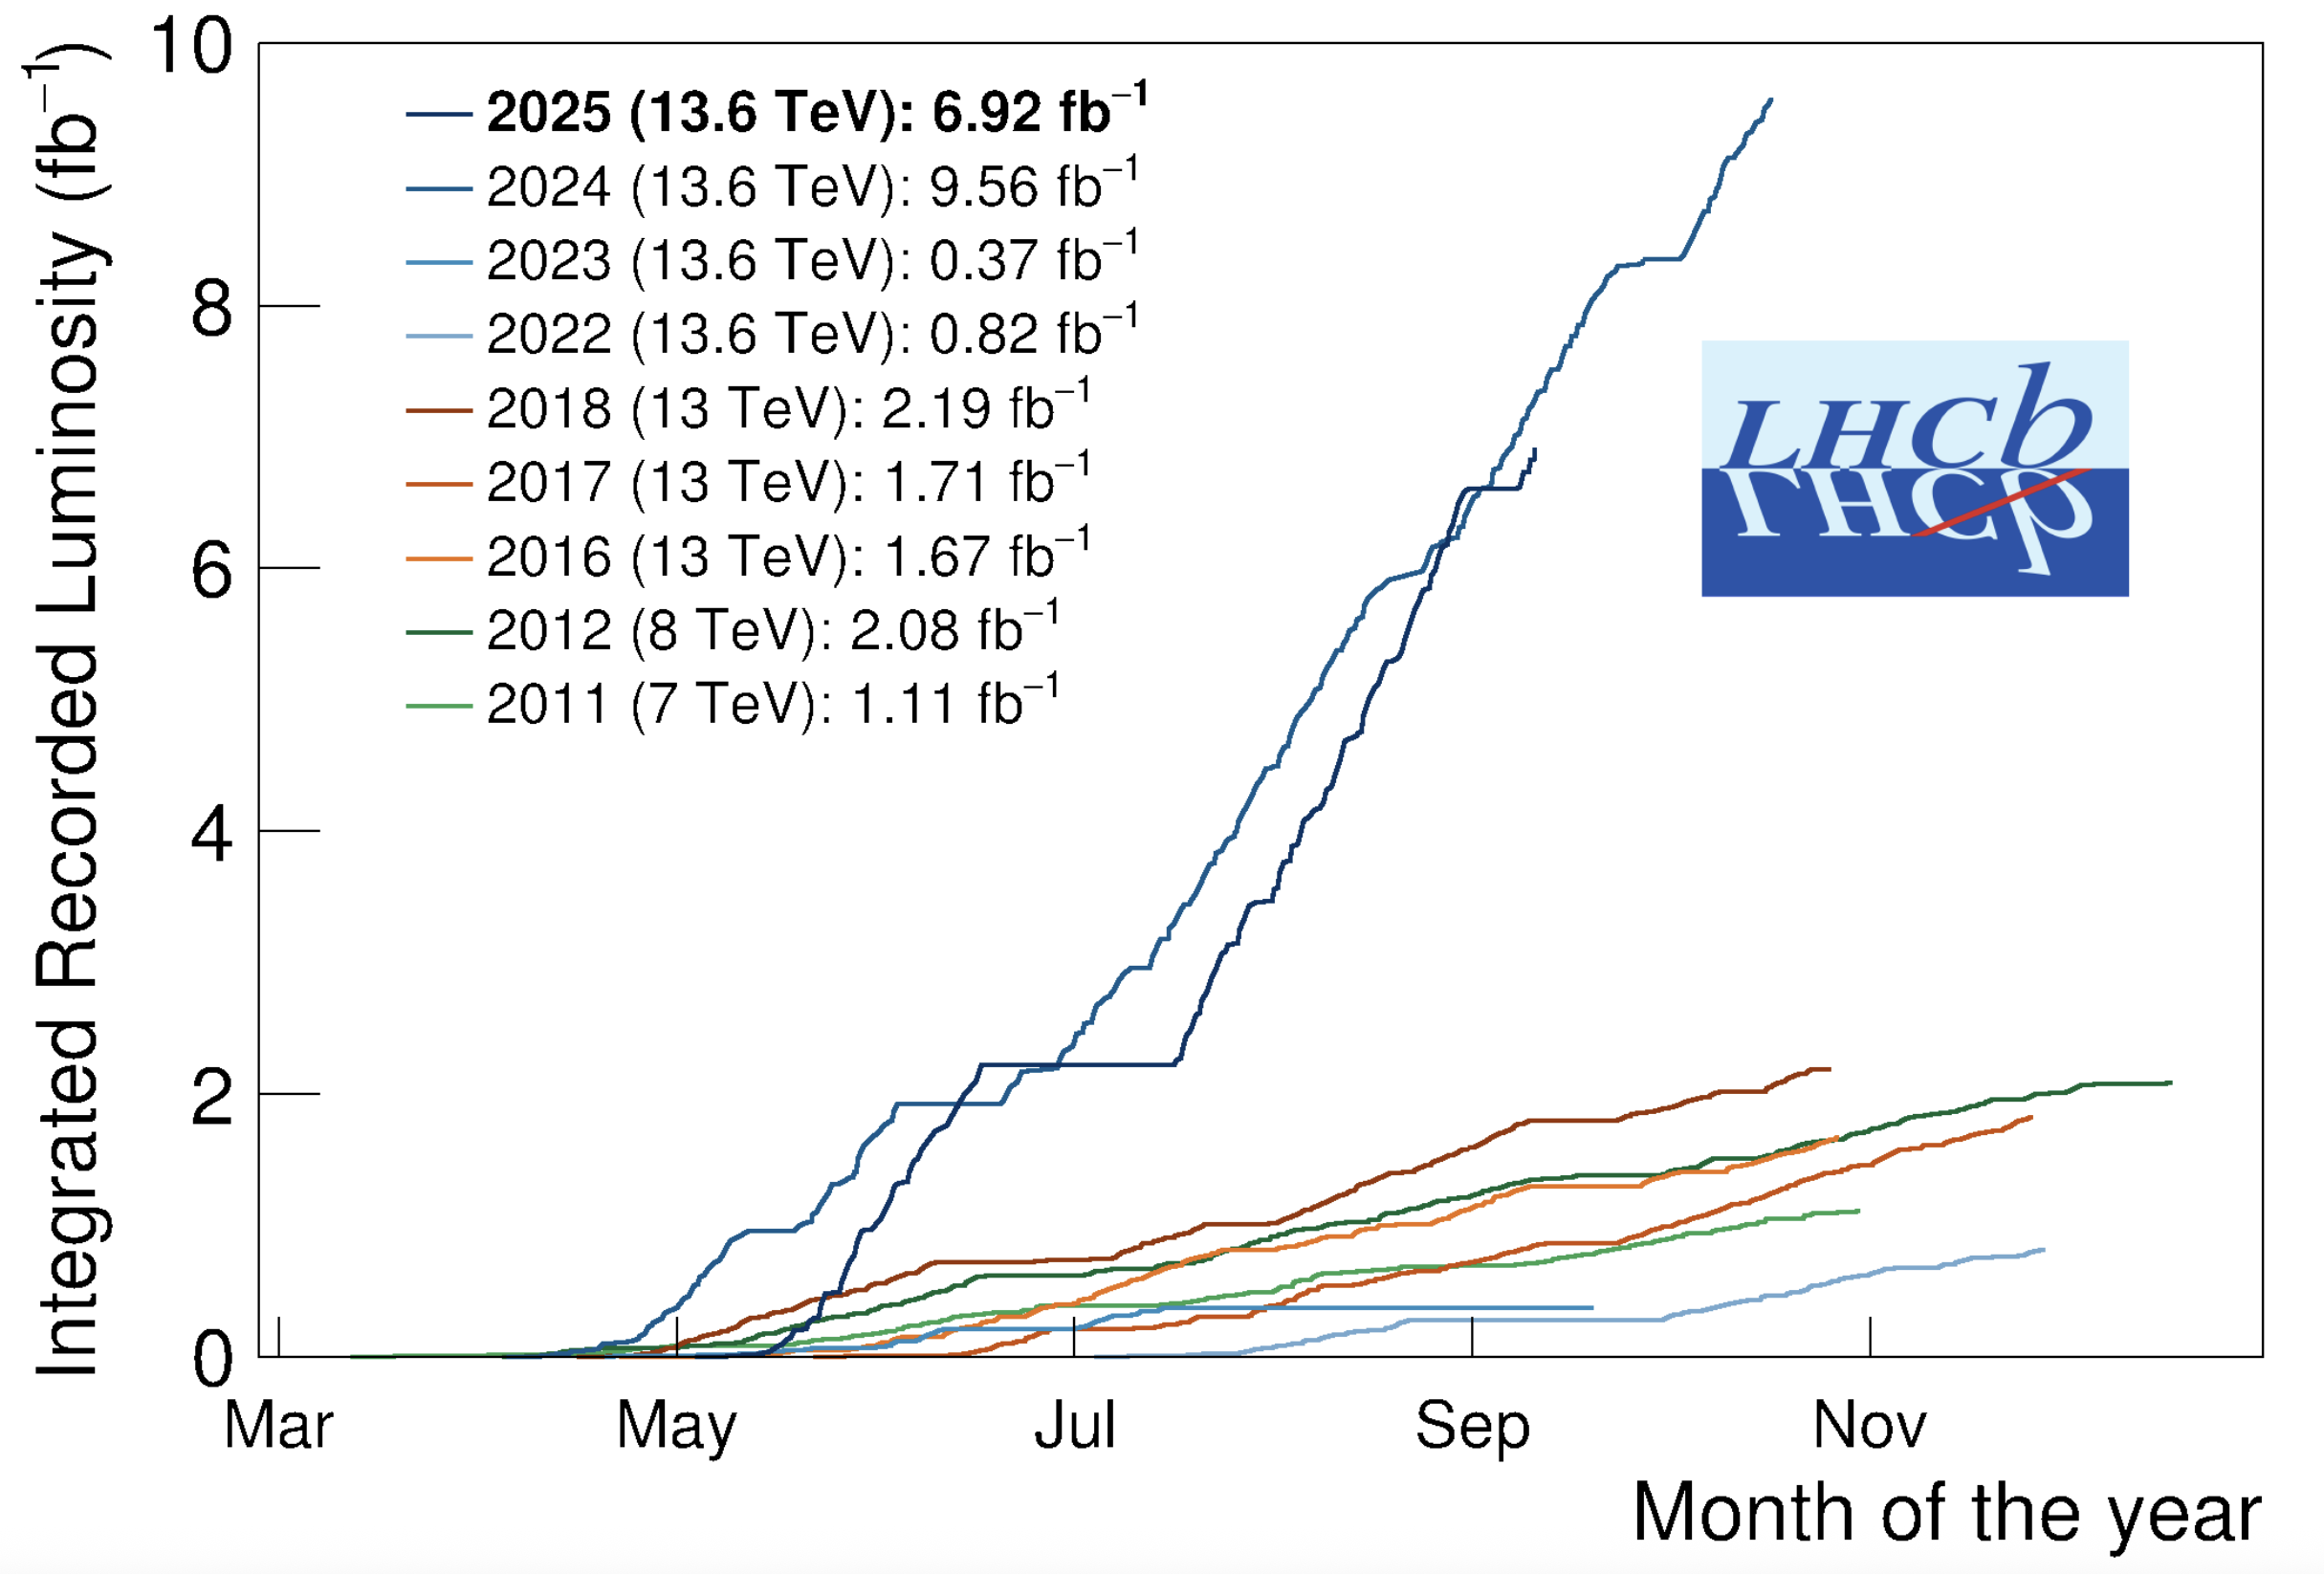 Integrated Recorded Luminosity (fb⁻¹)
10
8
6
4
2
0
2025 (13.6 TeV): 6.92 fb⁻¹
2024 (13.6 TeV): 9.56 fb⁻¹
2023 (13.6 TeV): 0.37 fb⁻¹
2022 (13.6 TeV): 0.82 fb⁻¹
2018 (13 TeV): 2.19 fb⁻¹
2017 (13 TeV): 1.71 fb⁻¹
2016 (13 TeV): 1.67 fb⁻¹
2012 (8 TeV): 2.08 fb⁻¹
2011 (7 TeV): 1.11 fb⁻¹
LHCb
LHCp
Mar May Jul Sep Nov
Month of the year